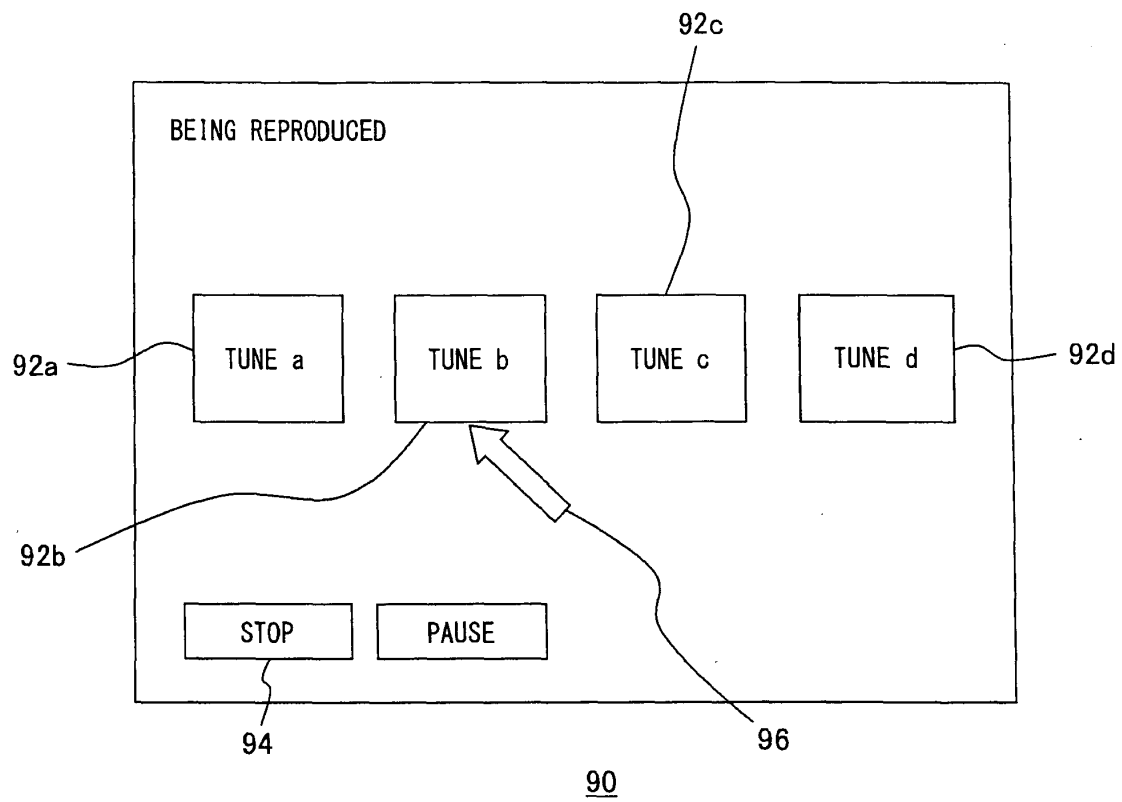 92c
BEING REPRODUCED
92a
TUNE a
TUNE b
TUNE c
TUNE d
92d
92b
STOP
PAUSE
94
96
90